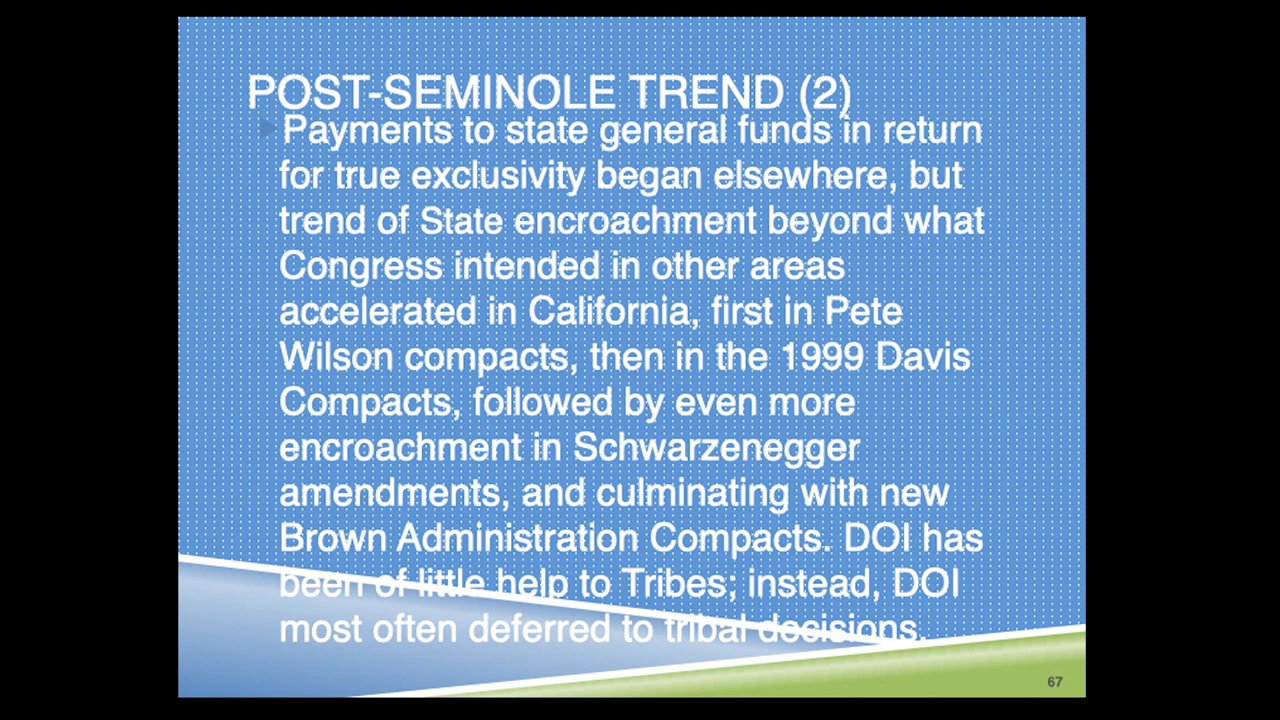 POST-SEMINOLE TREND (2)
Payments to state general funds in return
for true exclusivity began elsewhere, but
trend of State encroachment beyond what
Congress intended in other areas
accelerated in California, first in Pete
Wilson compacts, then in the 1999 Davis
Compacts, followed by even more
encroachment in Schwarzenegger
amendments, and culminating with new
Brown Administration Compacts. DOI has
been of little help to Tribes; instead, DOI
most often deferred to tribal decisions.
67